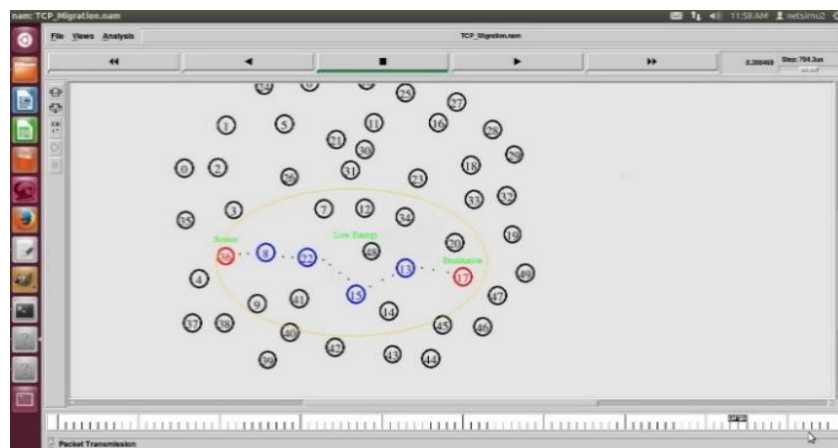 nam: TCP_Migration.nam
11:58 AM netsimu2
File Views Analysis
TCP_Migration.nam
Step: 794.3us
24
25
27
1 5 11 16 28
21
30 29
0 2 31 18
26 23
33 32
3 7 12
35 34
Source Low Energy 19
20
36 8 22 48 Destination
13 17 49
4
15 47
9 41
14
37 38 45 46
40
42
39 43 44
Packet Transmission